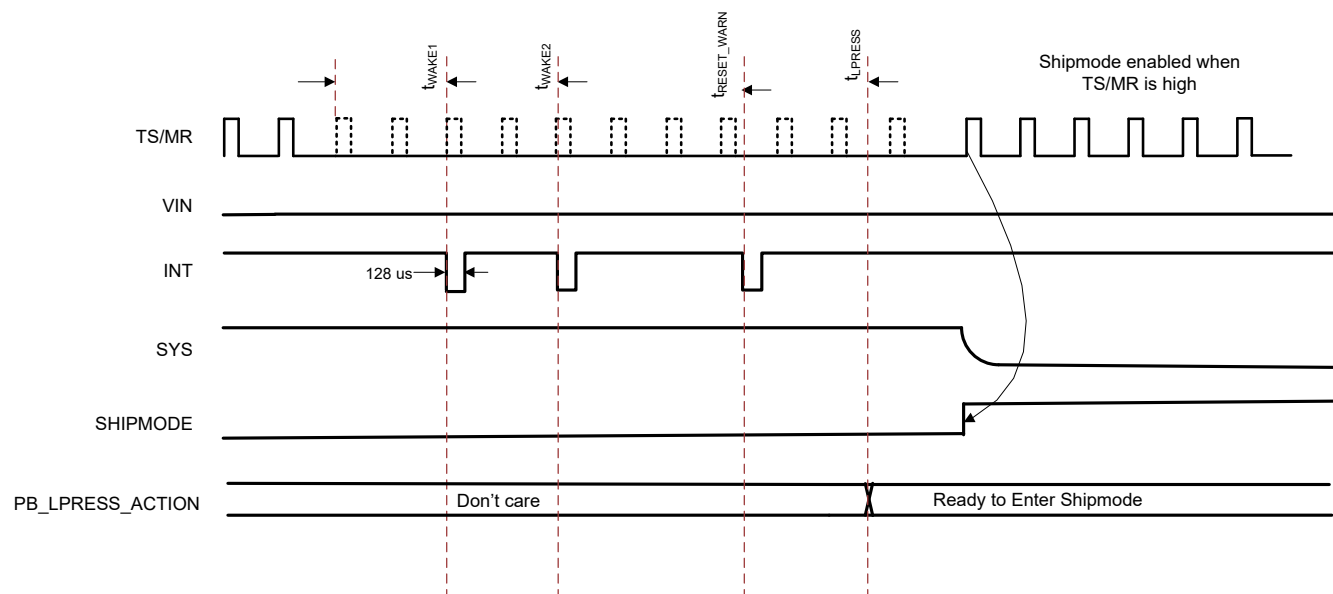 tWAKE1
tWAKE2
tRESET_WARN
tLPRESS
Shipmode enabled when
TS/MR is high
TS/MR
VIN
INT
128 us
SYS
SHIPMODE
PB_LPRESS_ACTION
Don't care
Ready to Enter Shipmode